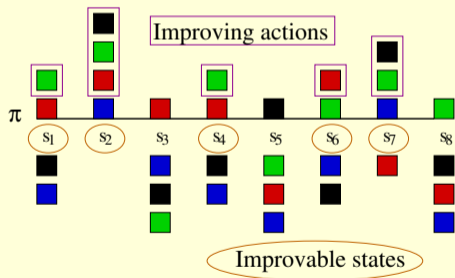 Improving actions
π
s₁ s₂ s₃ s₄ s₅ s₆ s₇ s₈
Improvable states